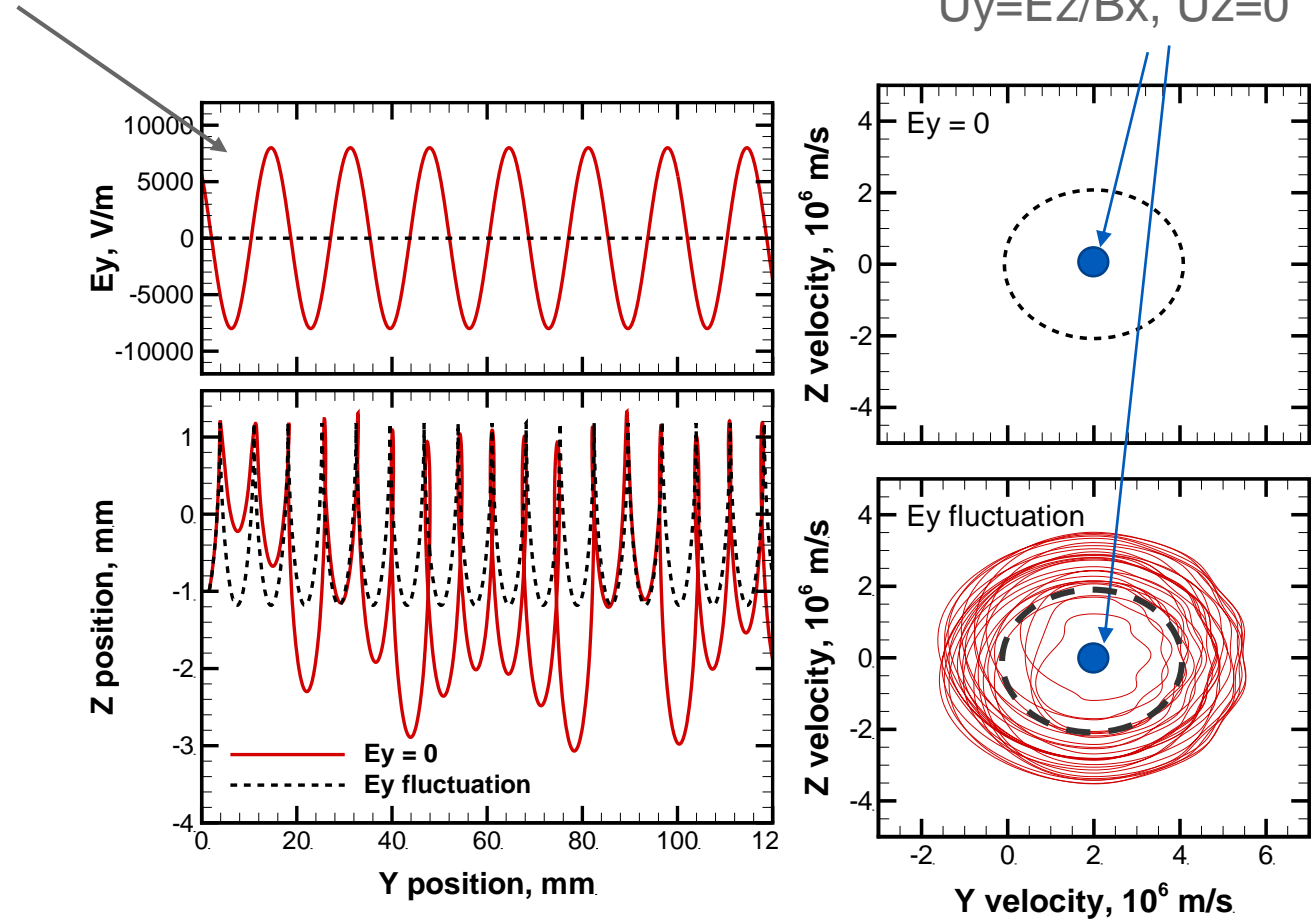 Uy=Ez/Bx, Uz=0
10000
5000
0
-5000
-10000
Ey, V/m
1
0
-1
-2
-3
-4
Z position, mm
Ey = 0
Ey fluctuation
0. 20. 40. 60. 80. 100. 12
Y position, mm.
Ey = 0
4
2
0
-2
-4
Z velocity, 10⁶ m/s
Ey fluctuation
4
2
0
-2
-4
Z velocity, 10⁶ m/s
-2. 0. 2. 4. 6.
Y velocity, 10⁶ m/s.